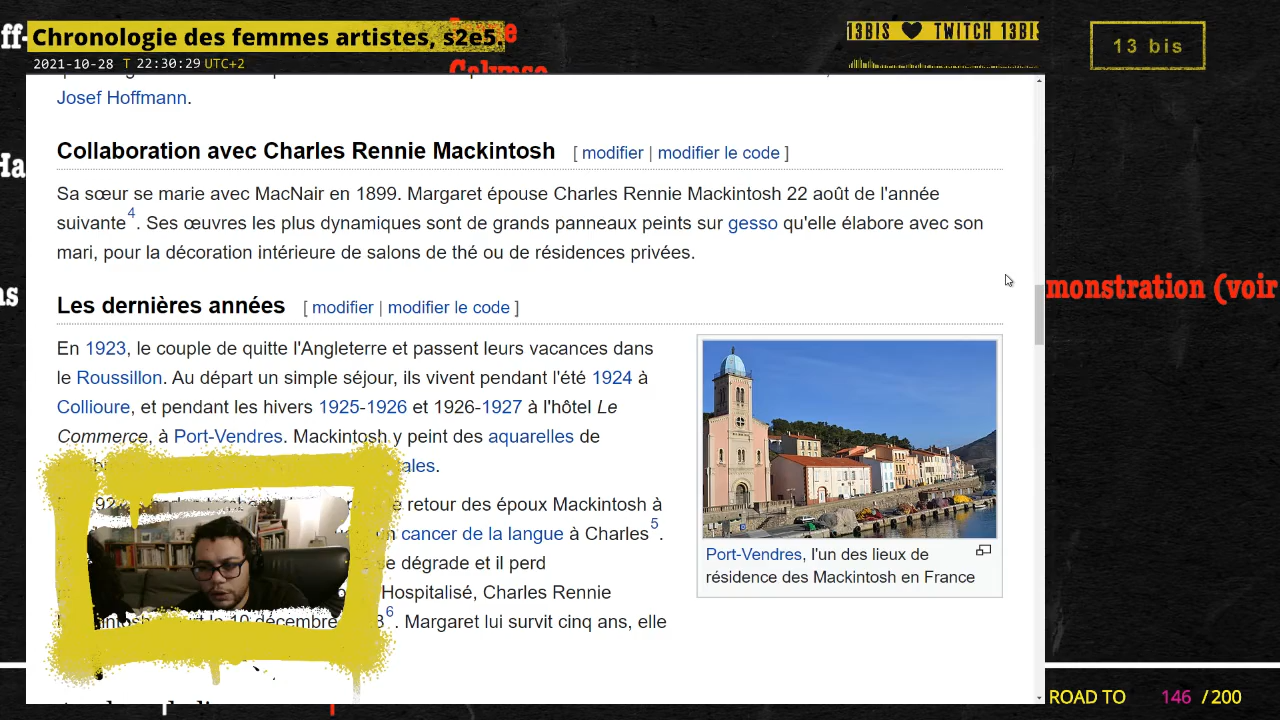 Chronologie des femmes artistes, s2e5.
2021-10-28 T 22:30:29 UTC+2
13BIS TWITCH
13 bis
Josef Hoffmann.
Collaboration avec Charles Rennie Mackintosh [ modifier | modifier le code ]
Sa sœur se marie avec MacNair en 1899. Margaret épouse Charles Rennie Mackintosh 22 août de l'année
suivante4. Ses œuvres les plus dynamiques sont de grands panneaux peints sur gesso qu'elle élabore avec son
mari, pour la décoration intérieure de salons de thé ou de résidences privées.
monstration (voir
Les dernières années [ modifier | modifier le code ]
En 1923, le couple de quitte l'Angleterre et passent leurs vacances dans
le Roussillon. Au départ un simple séjour, ils vivent pendant l'été 1924 à
Collioure, et pendant les hivers 1925-1926 et 1926-1927 à l'hôtel Le
Commerce, à Port-Vendres. Mackintosh y peint des aquarelles de
ales.
retour des époux Mackintosh à
cancer de la langue à Charles5.
se dégrade et il perd
Hospitalisé, Charles Rennie
10 décembre 6. Margaret lui survit cinq ans, elle
Port-Vendres, l'un des lieux de
résidence des Mackintosh en France
ROAD TO 146 / 200